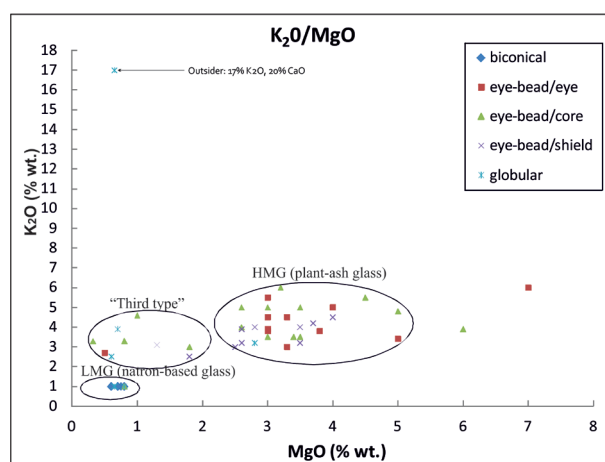 K₂0/MgO
18
17
16
15
14
13
12
11
10
9
8
7
6
5
4
3
2
1
0
K₂O (% wt.)
Outsider: 17% K2O, 20% CaO
biconical
eye-bead/eye
eye-bead/core
eye-bead/shield
globular
HMG (plant-ash glass)
“Third type”
LMG (natron-based glass)
0 1 2 3 4 5 6 7 8
MgO (% wt.)